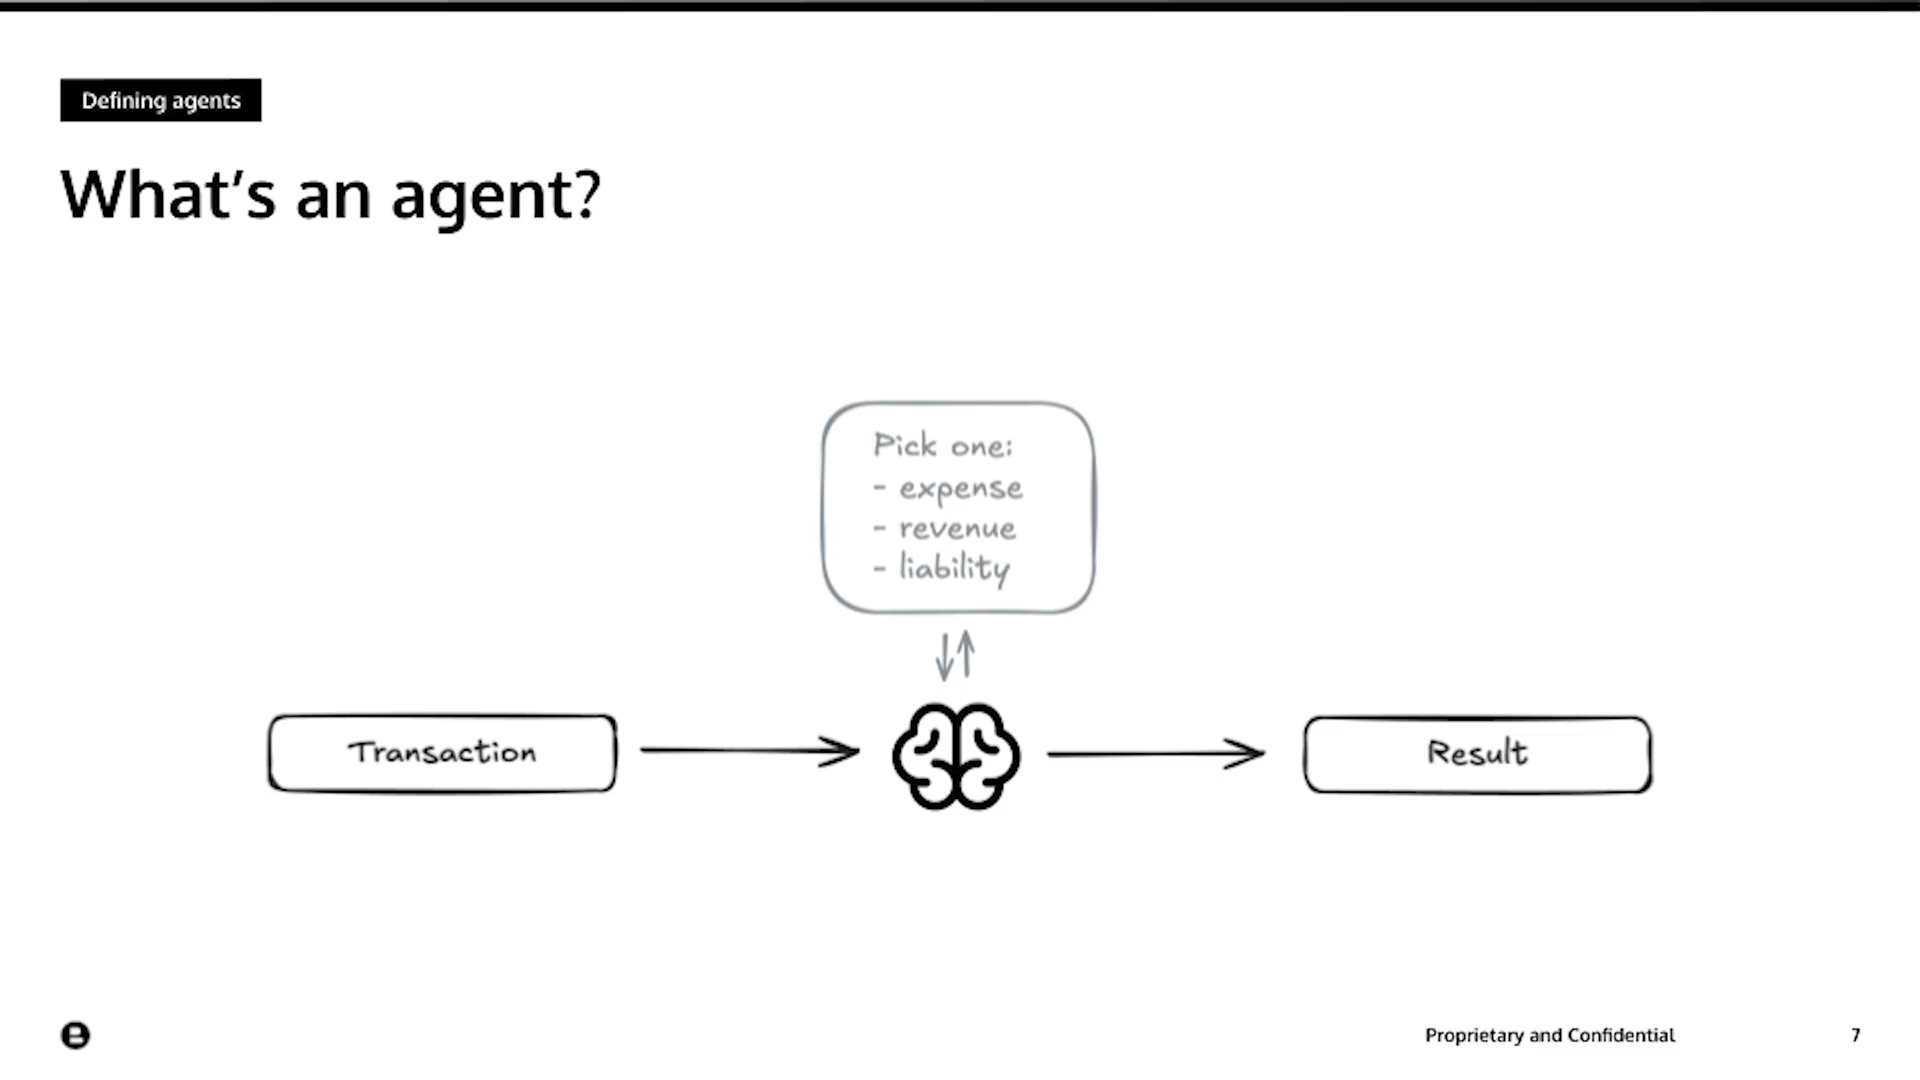 Defining agents
What's an agent?
Pick one:
- expense
- revenue
- liability
Transaction
Result
Proprietary and Confidential
7